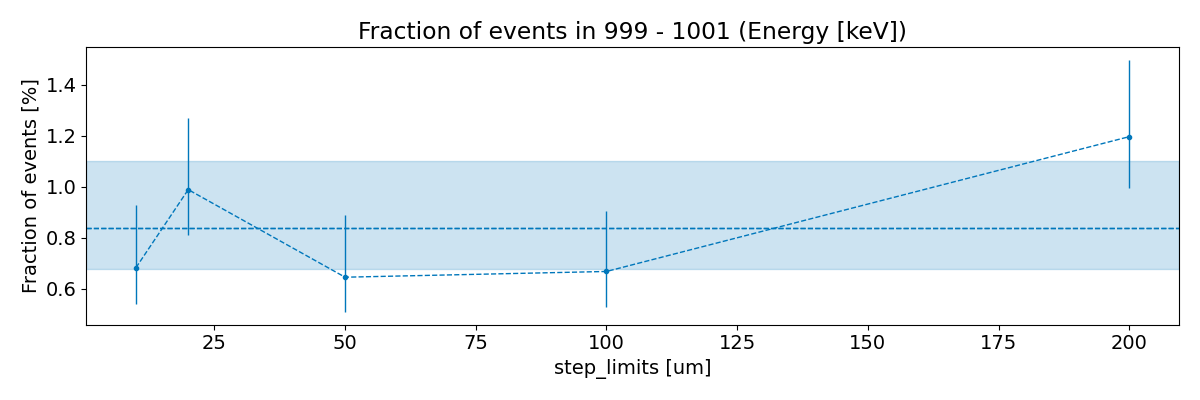 Fraction of events in 999 - 1001 (Energy [keV])
Fraction of events [%]
1.4
1.2
1.0
0.8
0.6
25 50 75 100 125 150 175 200
step_limits [um]